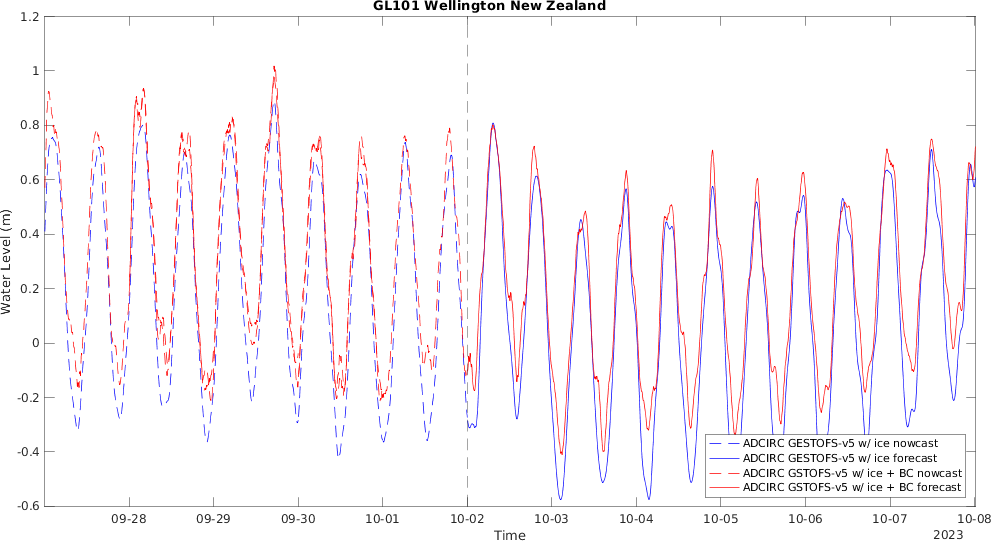 GL101 Wellington New Zealand
1.2
1
0.8
0.6
0.4
0.2
0
-0.2
-0.4
-0.6
Water Level (m)
ADCIRC GESTOFS-v5 w/ ice nowcast
ADCIRC GESTOFS-v5 w/ ice forecast
ADCIRC GSTOFS-v5 w/ ice + BC nowcast
ADCIRC GSTOFS-v5 w/ ice + BC forecast
09-28 09-29 09-30 10-01 10-02 10-03 10-04 10-05 10-06 10-07 10-08
Time
2023